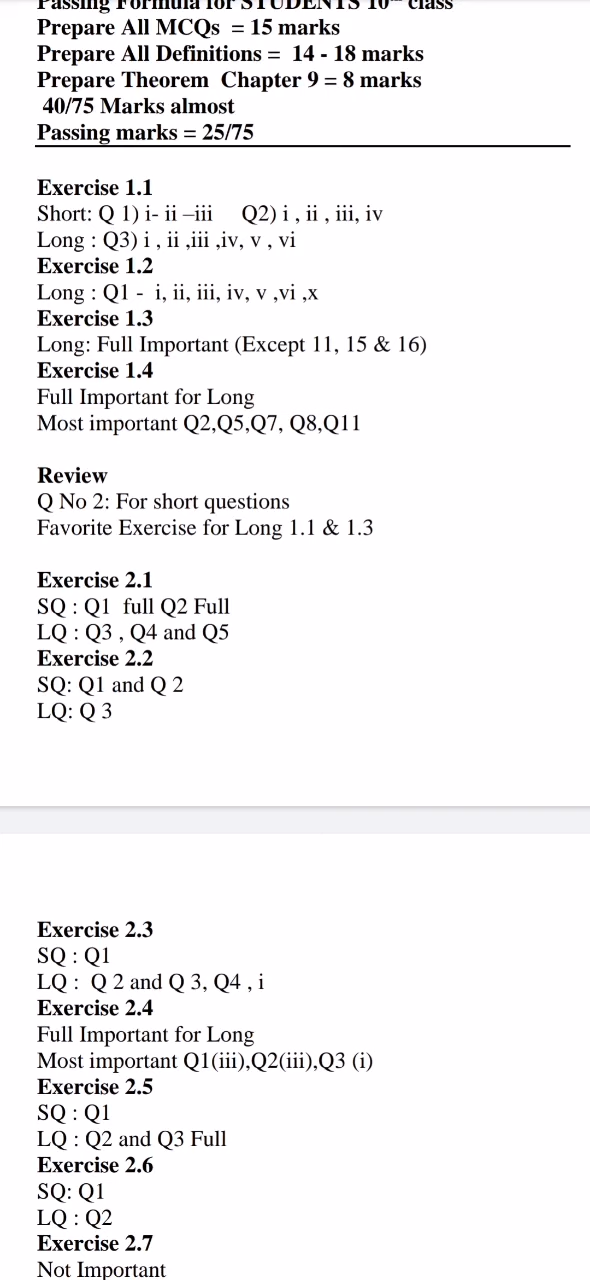 Passing Formula for STUDENTS 10th class
Prepare All MCQs = 15 marks
Prepare All Definitions = 14 - 18 marks
Prepare Theorem Chapter 9 = 8 marks
40/75 Marks almost
Passing marks = 25/75
Exercise 1.1
Short: Q 1) i- ii –iii Q2) i , ii , iii, iv
Long : Q3) i , ii ,iii ,iv, v , vi
Exercise 1.2
Long : Q1 - i, ii, iii, iv, v ,vi ,x
Exercise 1.3
Long: Full Important (Except 11, 15 & 16)
Exercise 1.4
Full Important for Long
Most important Q2,Q5,Q7, Q8,Q11
Review
Q No 2: For short questions
Favorite Exercise for Long 1.1 & 1.3
Exercise 2.1
SQ : Q1 full Q2 Full
LQ : Q3 , Q4 and Q5
Exercise 2.2
SQ: Q1 and Q 2
LQ: Q 3
Exercise 2.3
SQ : Q1
LQ : Q 2 and Q 3, Q4 , i
Exercise 2.4
Full Important for Long
Most important Q1(iii),Q2(iii),Q3 (i)
Exercise 2.5
SQ : Q1
LQ : Q2 and Q3 Full
Exercise 2.6
SQ: Q1
LQ : Q2
Exercise 2.7
Not Important